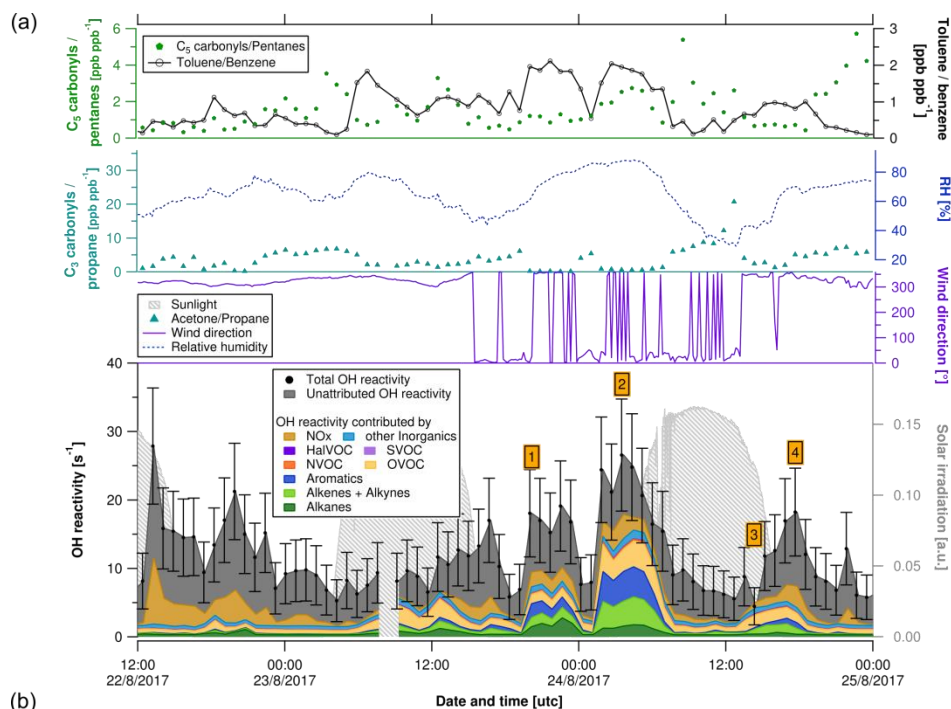 (a)
C5 carbonyls / pentanes [ppb ppb-1]
6
4
2
0
C5 carbonyls/Pentanes
Toluene/Benzene
3
2
1
0
Toluene / benzene [ppb ppb-1]
C3 carbonyls / propane [ppb ppb-1]
30
20
10
0
80
60
40
10
RH [%]
Sunlight
Acetone/Propane
Wind direction
Relative humidity
300
200
100
0
Wind direction [°]
OH reactivity [s-1]
40
30
20
10
0
Total OH reactivity
Unattributed OH reactivity
OH reactivity contributed by
NOx other Inorganics
HalVOC SVOC
NVOC OVOC
Aromatics
Alkenes + Alkynes
Alkanes
1
2
3
4
0.15
0.10
0.05
0.00
Solar irradiation [a.u.]
12:00 00:00 12:00 00:00 12:00 00:00
22/8/2017 23/8/2017 24/8/2017 25/8/2017
Date and time [utc]
(b)